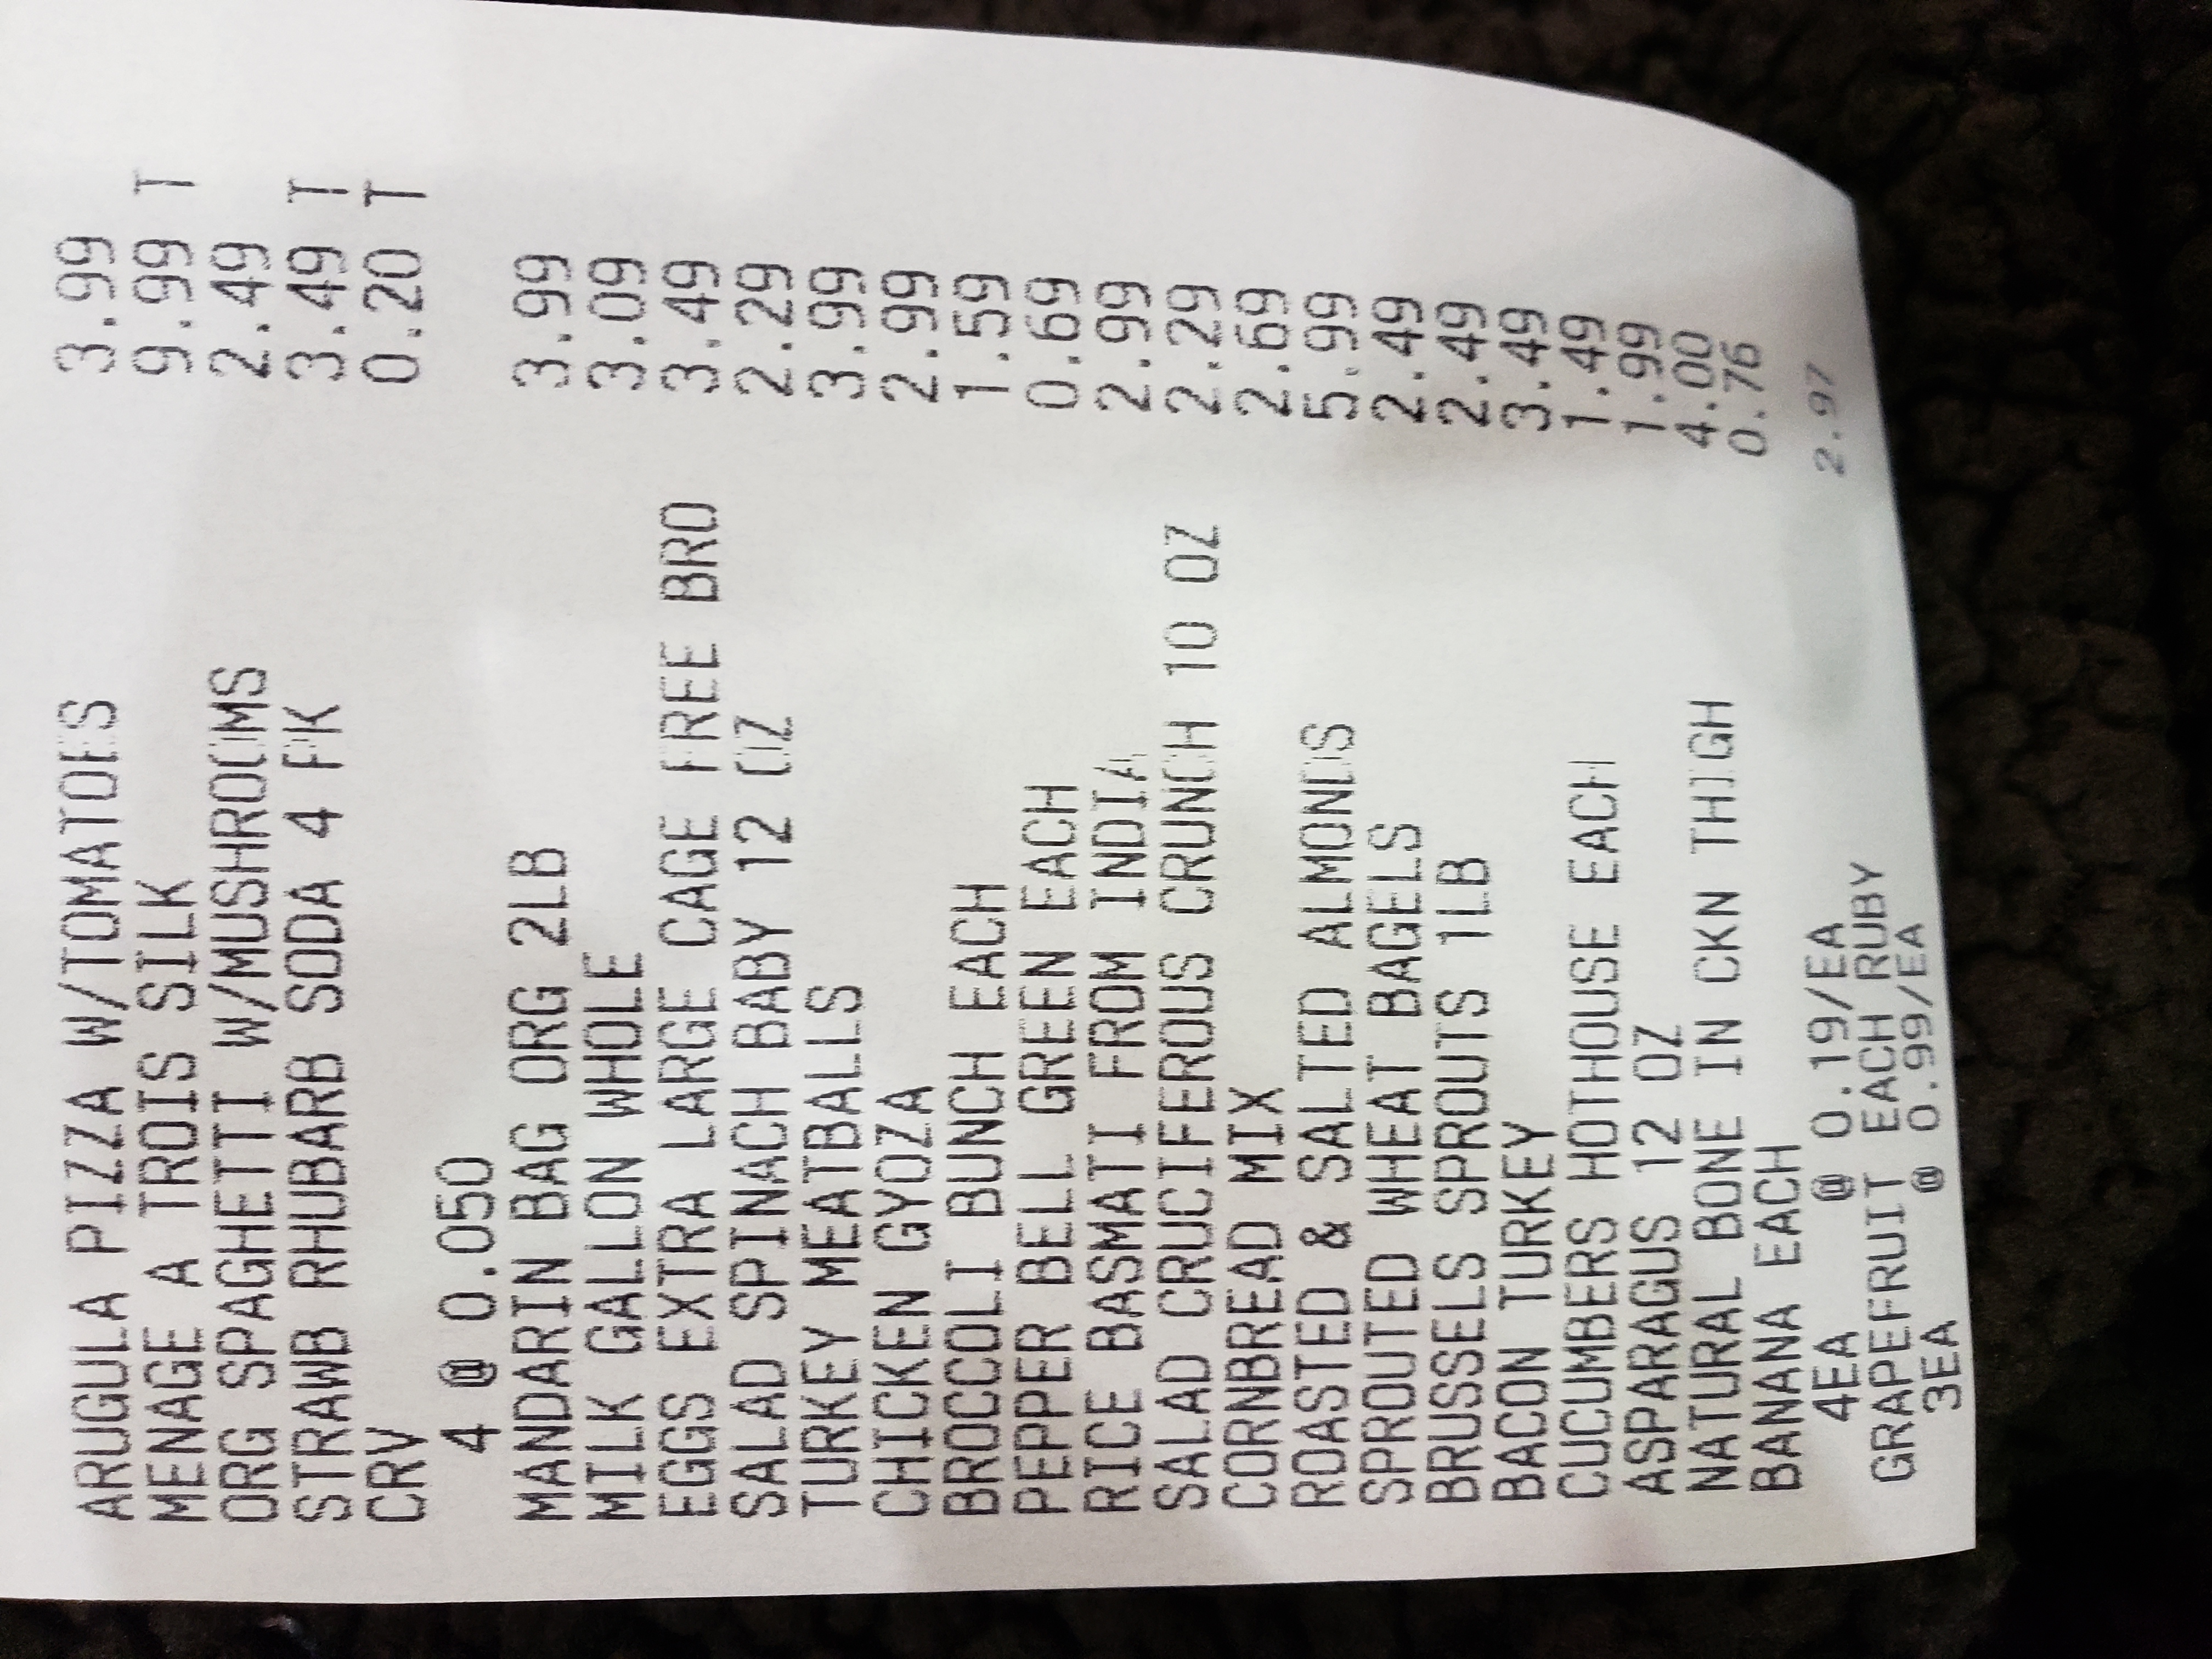 ARUGULA PIZZA W/TOMATOES 3.99
MENAGE A TROIS SILK 9.99 T
ORG SPAGHETTI W/MUSHROOMS 2.49
STRAWB RHUBARB SODA 4 PK 3.49 T
CRV 0.20 T
4 @ 0.050
MANDARIN BAG ORG 2LB 3.99
MILK GALLON WHOLE 3.09
EGGS EXTRA LARGE CAGE FREE BRO 3.49
SALAD SPINACH BABY 12 OZ 2.29
TURKEY MEATBALLS 3.99
CHICKEN GYOZA 2.99
BROCCOLI BUNCH EACH 1.59
PEPPER BELL GREEN EACH 0.69
RICE BASMATI FROM INDIA 2.99
SALAD CRUCIFEROUS CRUNCH 10 OZ 2.29
CORNBREAD MIX 2.69
ROASTED & SALTED ALMONDS 5.99
SPROUTED WHEAT BAGELS 2.49
BRUSSELS SPROUTS 1LB 2.49
BACON TURKEY 3.49
CUCUMBERS HOTHOUSE EACH 1.49
ASPARAGUS 12 OZ 1.99
NATURAL BONE IN CKN THIGH 4.00
BANANA EACH 0.76
4EA @ 0.19/EA
GRAPEFRUIT EACH RUBY 2.97
3EA @ 0.99/EA